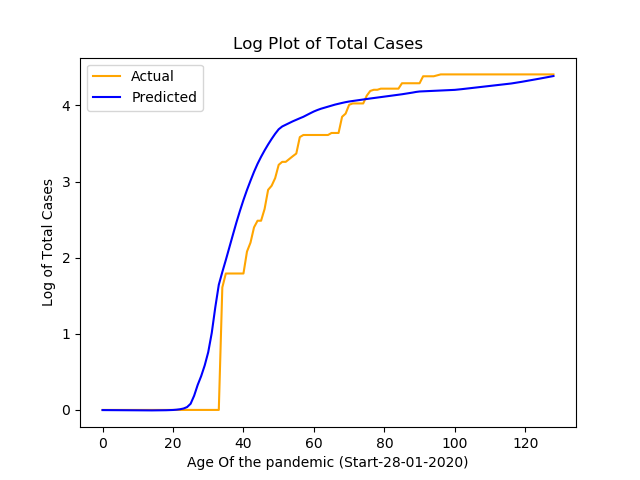 Log Plot of Total Cases
Actual
Predicted
Log of Total Cases
4
3
2
1
0
0 20 40 60 80 100 120
Age Of the pandemic (Start-28-01-2020)